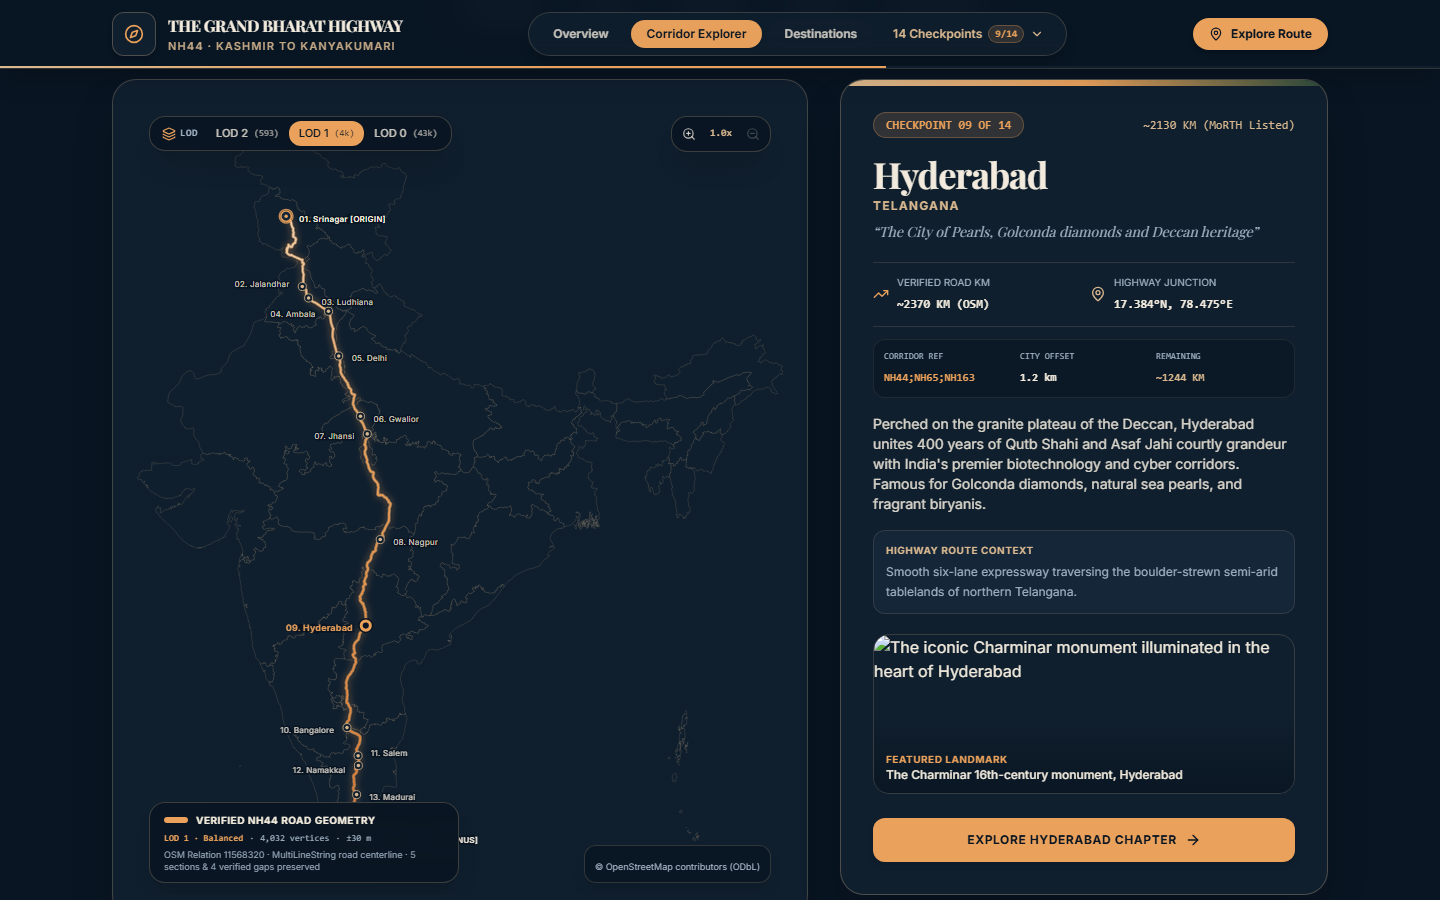 THE GRAND BHARAT HIGHWAY
NH44 · KASHMIR TO KANYAKUMARI
Overview
Corridor Explorer
Destinations
14 Checkpoints
9/14
Explore Route
LOD
LOD 2 (593)
LOD 1 (4k)
LOD 0 (43k)
1.0x
01. Srinagar [ORIGIN]
02. Jalandhar
03. Ludhiana
04. Ambala
05. Delhi
06. Gwalior
07. Jhansi
08. Nagpur
09. Hyderabad
10. Bangalore
11. Salem
12. Namakkal
13. Madurai
NUS]
VERIFIED NH44 ROAD GEOMETRY
LOD 1 · Balanced · 4,032 vertices · ±30 m
OSM Relation 11568320 · MultiLineString road centerline · 5
sections & 4 verified gaps preserved
© OpenStreetMap contributors (ODbL)
CHECKPOINT 09 OF 14
~2130 KM (MoRTH Listed)
Hyderabad
TELANGANA
“The City of Pearls, Golconda diamonds and Deccan heritage”
VERIFIED ROAD KM
~2370 KM (OSM)
HIGHWAY JUNCTION
17.384°N, 78.475°E
CORRIDOR REF
NH44;NH65;NH163
CITY OFFSET
1.2 km
REMAINING
~1244 KM
Perched on the granite plateau of the Deccan, Hyderabad
unites 400 years of Qutb Shahi and Asaf Jahi courtly grandeur
with India's premier biotechnology and cyber corridors.
Famous for Golconda diamonds, natural sea pearls, and
fragrant biryanis.
HIGHWAY ROUTE CONTEXT
Smooth six-lane expressway traversing the boulder-strewn semi-arid
tablelands of northern Telangana.
The iconic Charminar monument illuminated in the
heart of Hyderabad
FEATURED LANDMARK
The Charminar 16th-century monument, Hyderabad
EXPLORE HYDERABAD CHAPTER